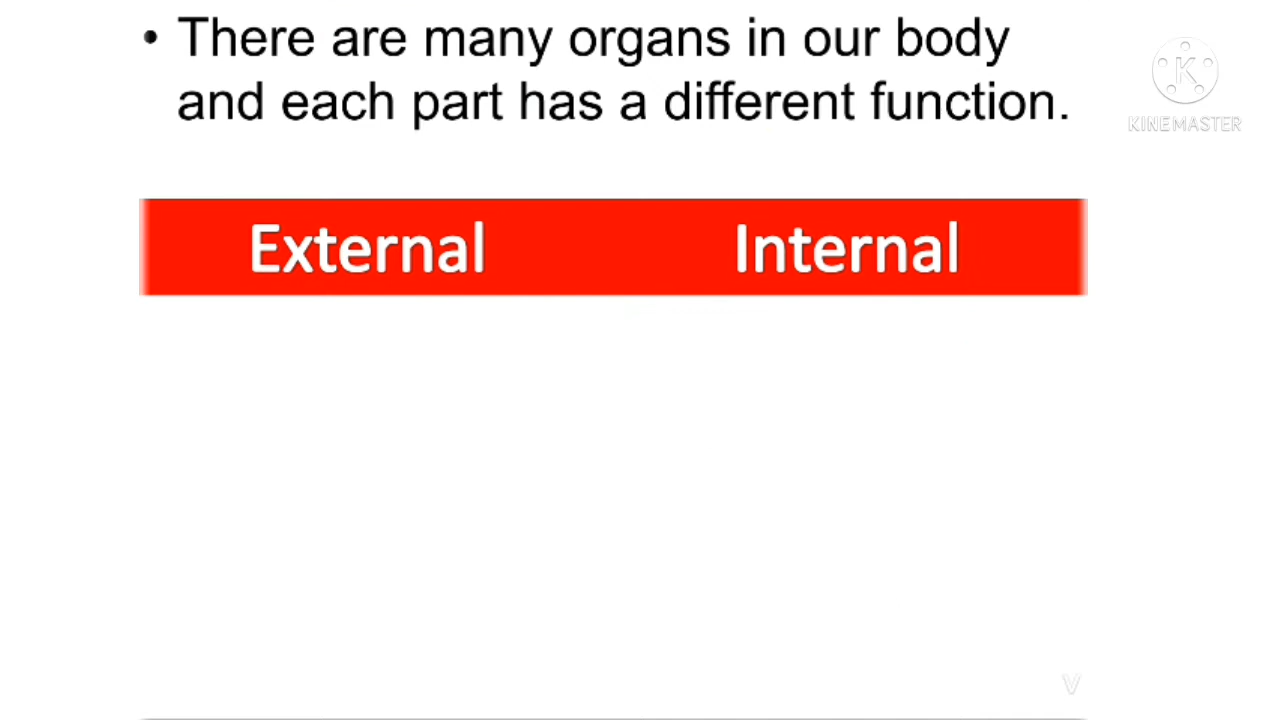 • There are many organs in our body
and each part has a different function.
KINEMASTER
External Internal
V